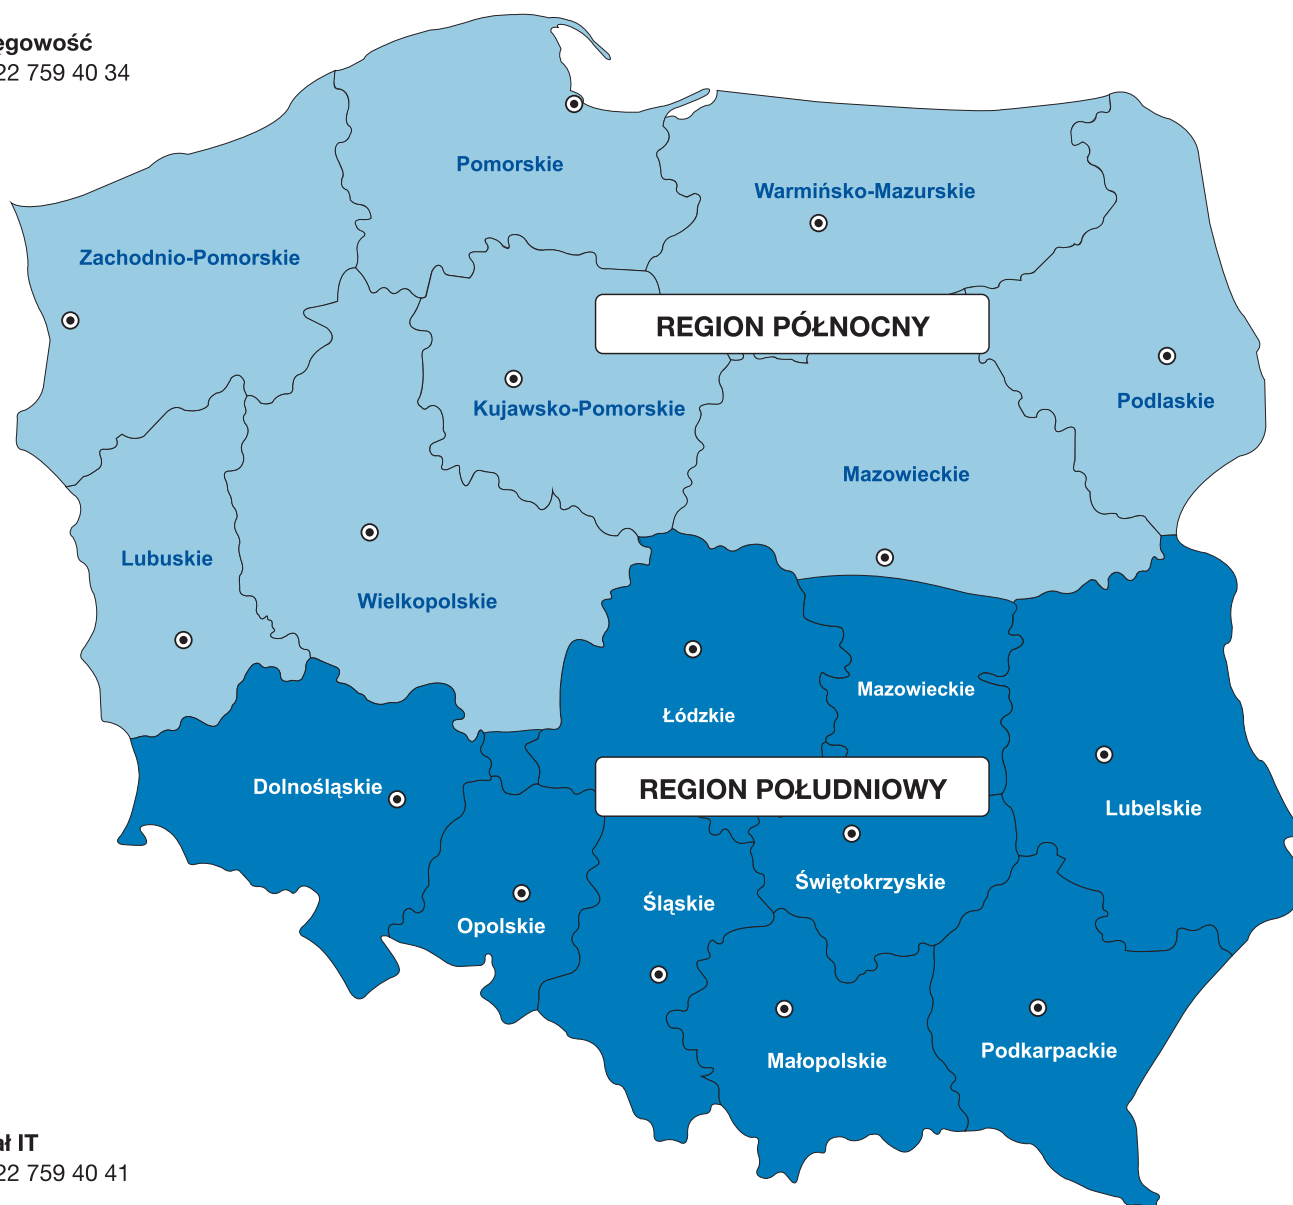 ęgowość
22 759 40 34
Pomorskie
Warmińsko-Mazurskie
Zachodnio-Pomorskie
REGION PÓŁNOCNY
Kujawsko-Pomorskie
Podlaskie
Mazowieckie
Lubuskie
Wielkopolskie
Mazowieckie
Łódzkie
REGION POŁUDNIOWY
Dolnośląskie
Lubelskie
Świętokrzyskie
Śląskie
Opolskie
Podkarpackie
Małopolskie
ał IT
22 759 40 41